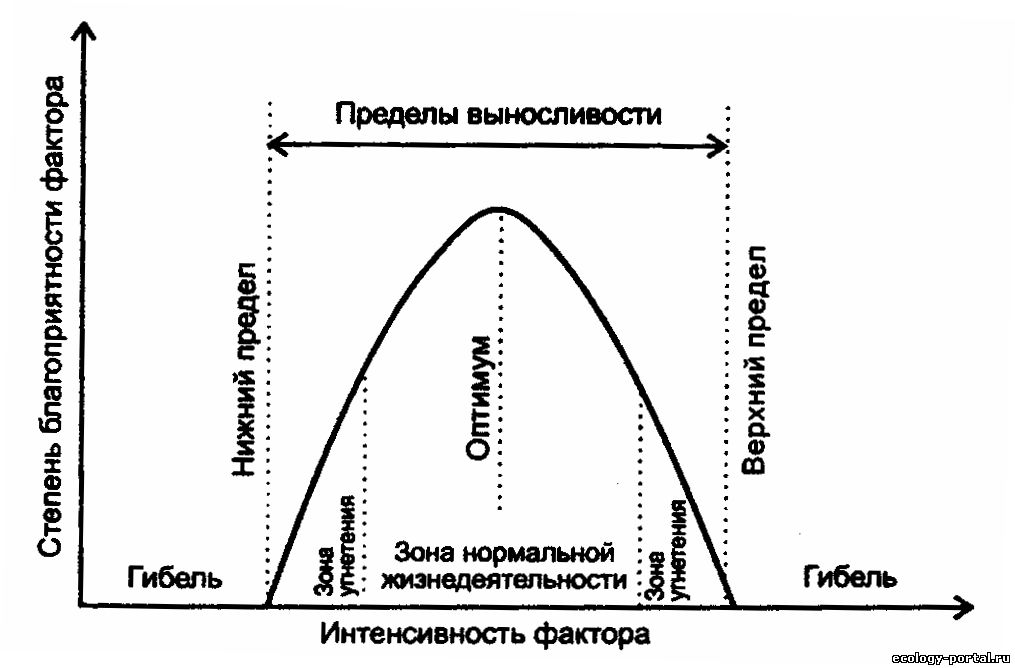 Степень благоприятности фактора
Пределы выносливости
Нижний предел
Оптимум
Верхний предел
Гибель
Зона
угнетения
Зона нормальной
жизнедеятельности
Зона
угнетения
Гибель
Интенсивность фактора
ecology-portal.ru